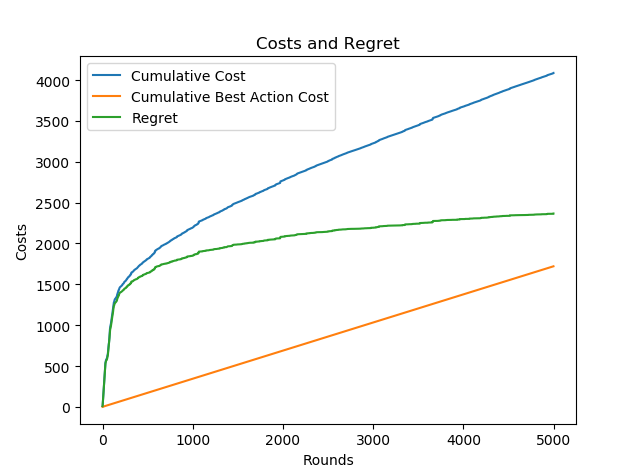 Costs and Regret
Cumulative Cost
Cumulative Best Action Cost
Regret
4000
3500
3000
2500
2000
1500
1000
500
0
Costs
0 1000 2000 3000 4000 5000
Rounds